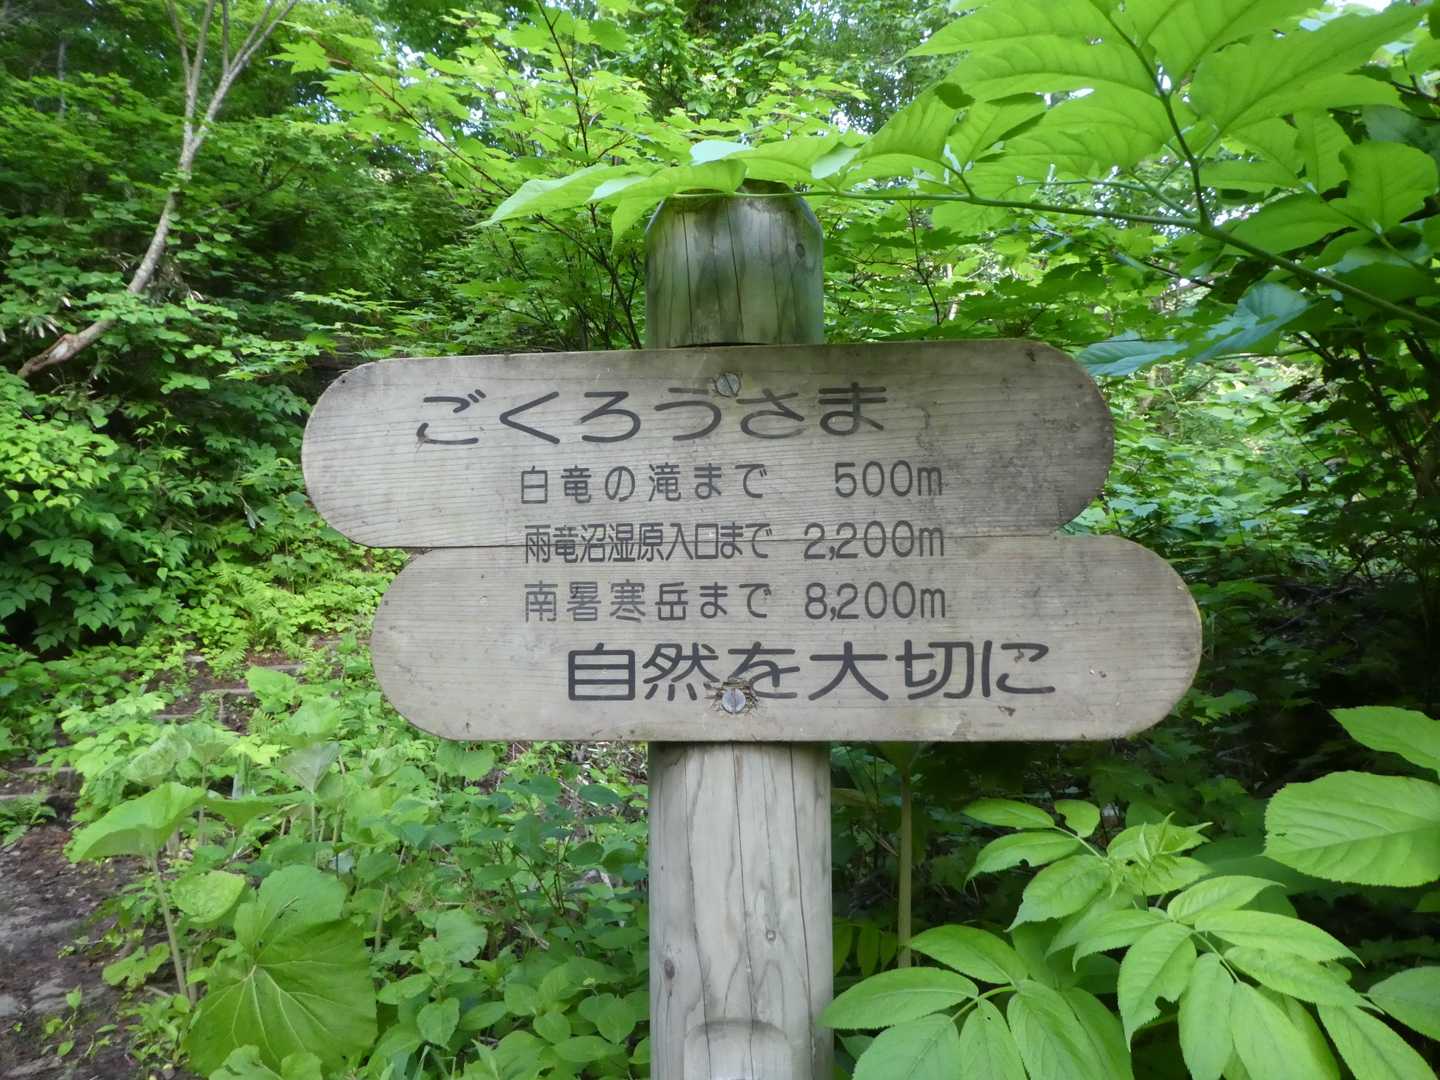 ごくろうさま
白竜の滝まで 500m
雨竜沼湿原入口まで 2,200m
南暑寒岳まで 8,200m
自然を大切に